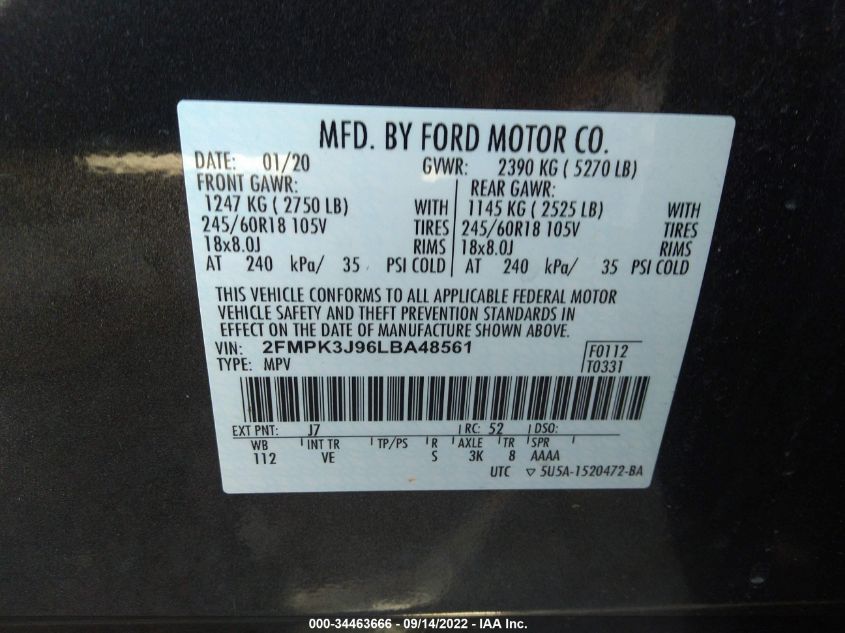 MFD. BY FORD MOTOR CO.
DATE: 01/20 GVWR: 2390 KG ( 5270 LB)
FRONT GAWR: REAR GAWR:
1247 KG ( 2750 LB) WITH 1145 KG ( 2525 LB) WITH
245/60R18 105V TIRES 245/60R18 105V TIRES
18x8.0J RIMS 18x8.0J RIMS
AT 240 kPa/ 35 PSI COLD AT 240 kPa/ 35 PSI COLD
THIS VEHICLE CONFORMS TO ALL APPLICABLE FEDERAL MOTOR
VEHICLE SAFETY AND THEFT PREVENTION STANDARDS IN
EFFECT ON THE DATE OF MANUFACTURE SHOWN ABOVE.
VIN: 2FMPK3J96LBA48561 F0112
TYPE: MPV T0331
EXT PNT: J7 RC: 52 DSO:
WB INT TR TP/PS R AXLE TR SPR
112 VE S 3K 8 AAAA
UTC ▽ 5U5A-1520472-BA
000-34463666 - 09/14/2022 - IAA Inc.